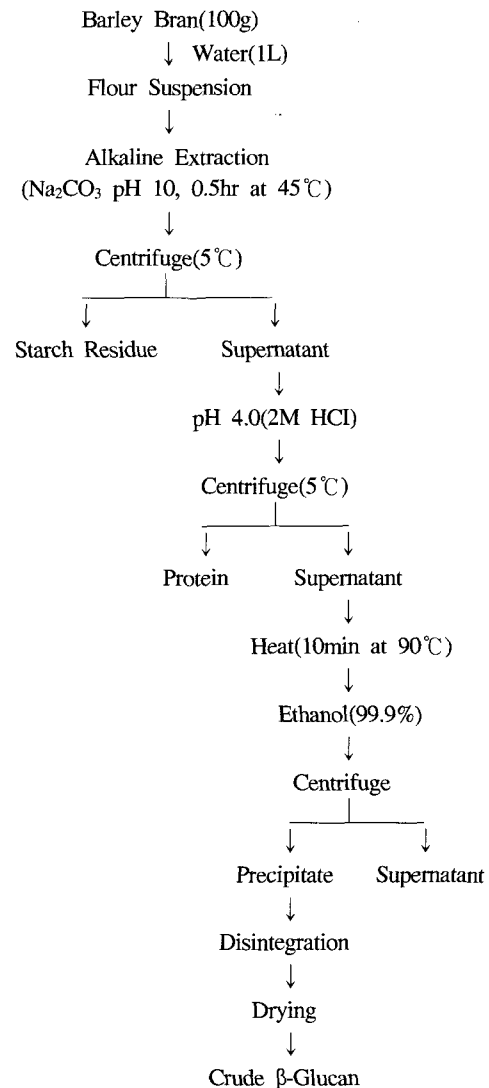 Barley Bran(100g)
↓ Water(1L)
Flour Suspension
↓
Alkaline Extraction
(Na₂CO₃ pH 10, 0.5hr at 45℃)
↓
Centrifuge(5℃)
↓ ↓
Starch Residue Supernatant
↓
pH 4.0(2M HCl)
↓
Centrifuge(5℃)
↓ ↓
Protein Supernatant
↓
Heat(10min at 90℃)
↓
Ethanol(99.9%)
↓
Centrifuge
↓ ↓
Precipitate Supernatant
↓
Disintegration
↓
Drying
↓
Crude β-Glucan